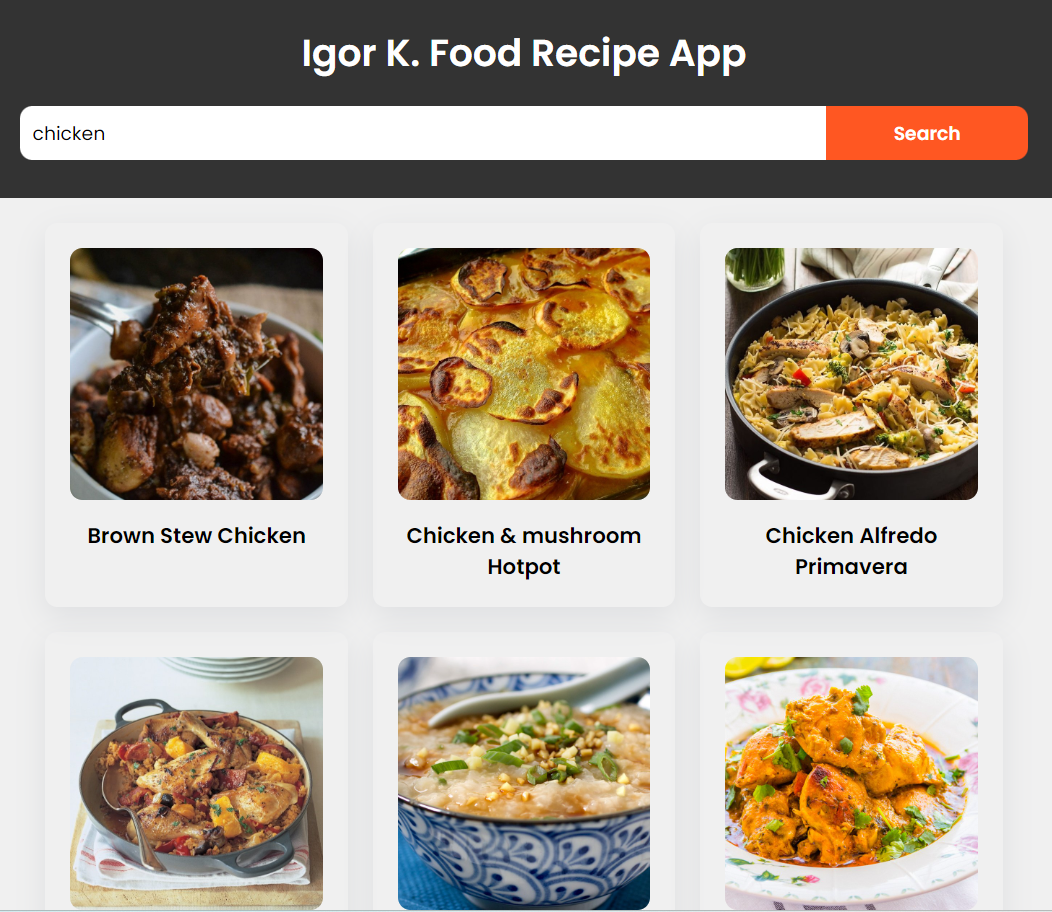 Igor K. Food Recipe App
chicken
Search
Brown Stew Chicken
Chicken & mushroom
Hotpot
Chicken Alfredo
Primavera